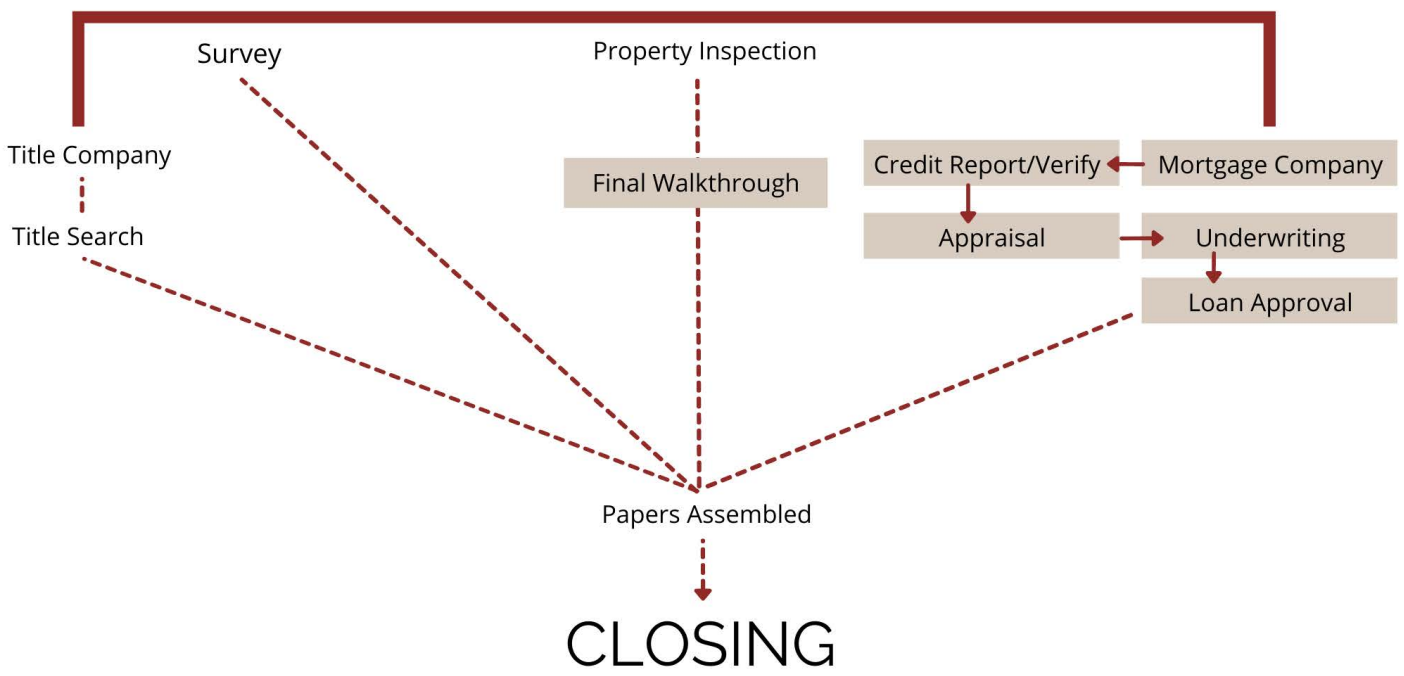 Survey
Property Inspection
Title Company
Credit Report/Verify
Mortgage Company
Final Walkthrough
Title Search
Appraisal
Underwriting
Loan Approval
Papers Assembled
CLOSING